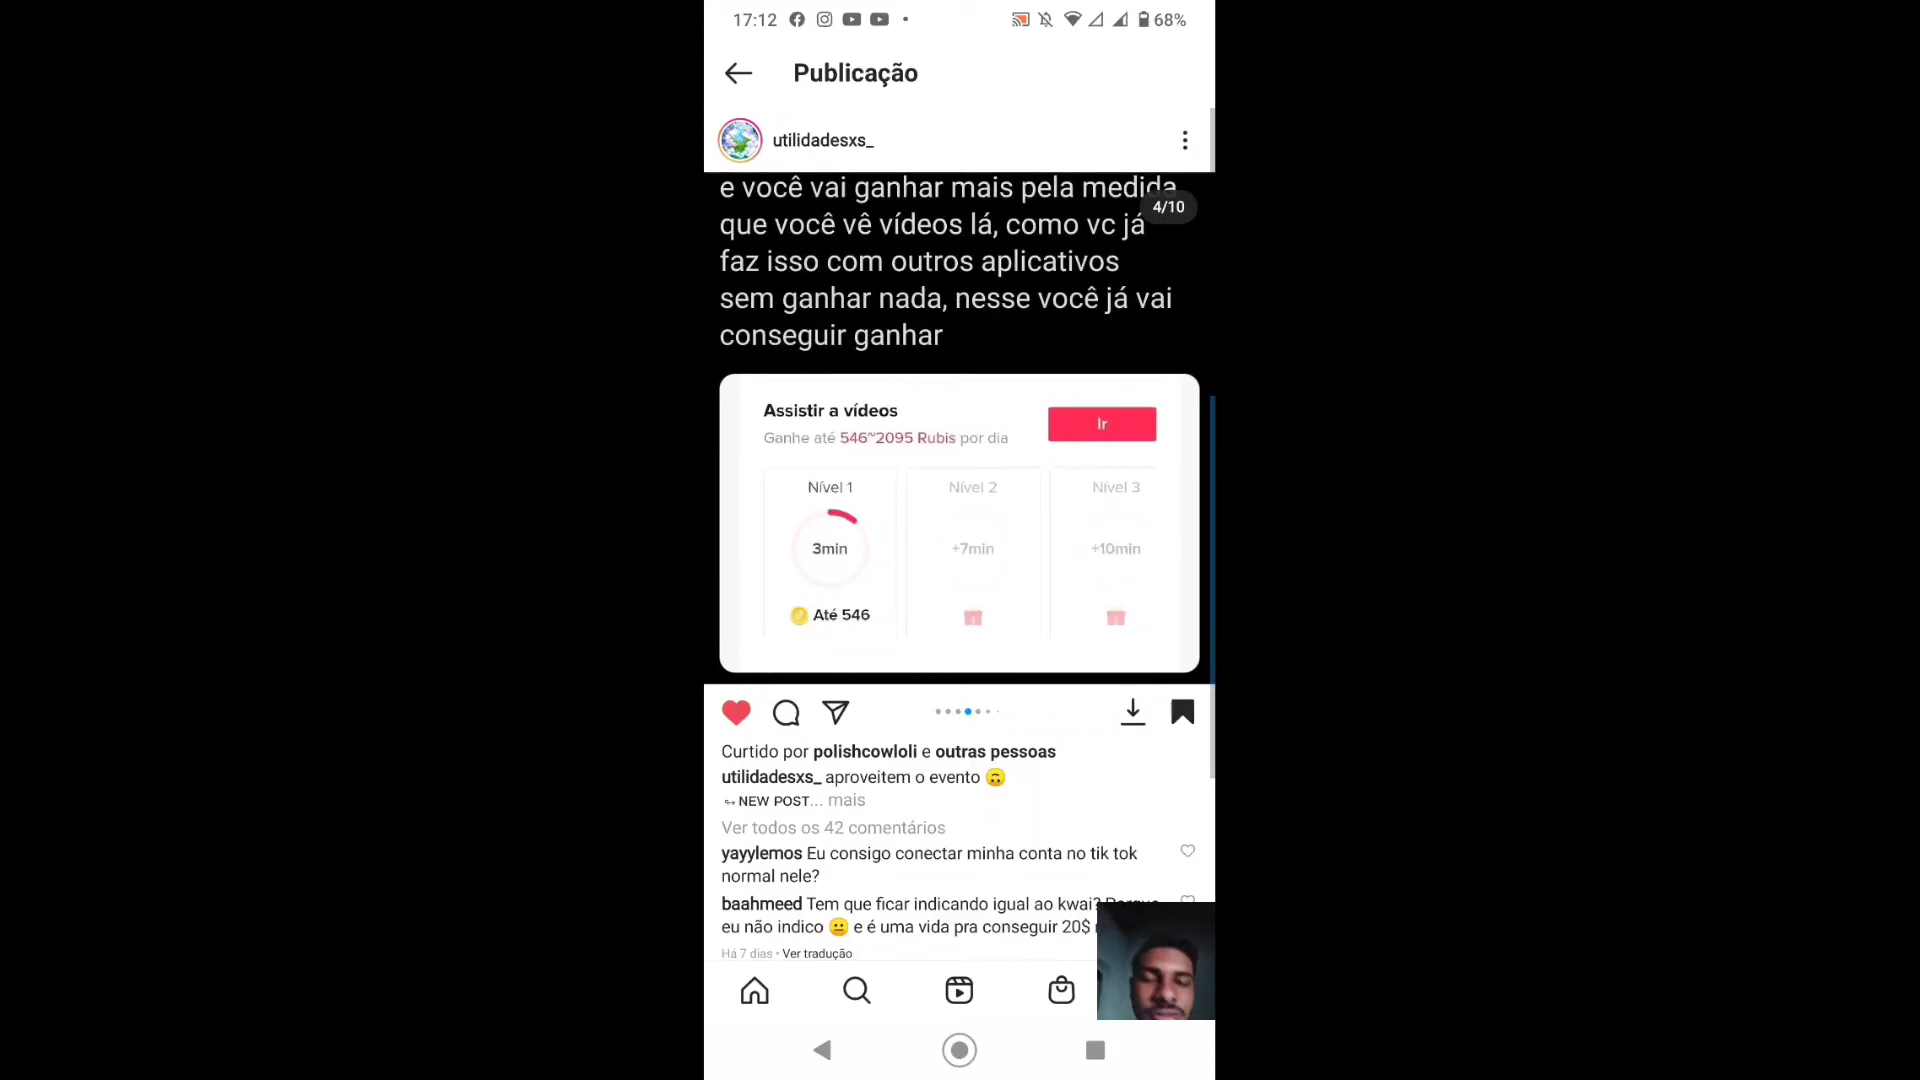 17:12
68%
Publicação
utilidadesxs_
e você vai ganhar mais pela medida
4/10
que você vê vídeos lá, como vc já
faz isso com outros aplicativos
sem ganhar nada, nesse você já vai
conseguir ganhar
Assistir a vídeos
Ir
Ganhe até 546~2095 Rubis por dia
Nível 1
Nível 2
Nível 3
3min
+7min
+10min
Até 546
Curtido por polishcowloli e outras pessoas
utilidadesxs_ aproveitem o evento 🙃
↪ NEW POST... mais
Ver todos os 42 comentários
yayylemos Eu consigo conectar minha conta no tik tok
normal nele?
baahmeed Tem que ficar indicando igual ao kwai? Porque
eu não indico 😐 e é uma vida pra conseguir 20$
Há 7 dias • Ver tradução